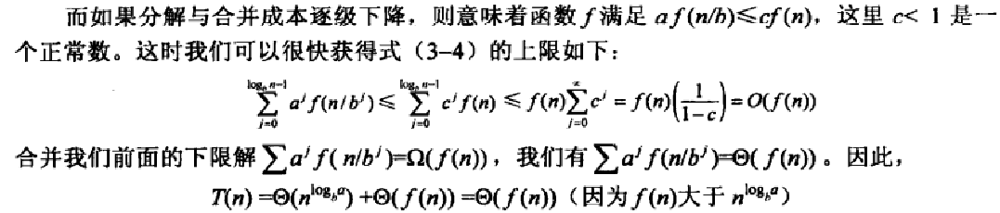 而如果分解与合并成本逐级下降，则意味着函数 f 满足 af(n/b)≤cf(n)，这里 c< 1 是一
个正常数。这时我们可以很快获得式（3-4）的上限如下：
∑_{j=0}^{log_b n-1} a^j f(n/b^j) ≤ ∑_{j=0}^{log_b n-1} c^j f(n) ≤ f(n)∑_{j=0}^{∞} c^j = f(n)(1/(1-c)) = O(f(n))
合并我们前面的下限解∑a^j f(n/b^j)=Ω(f(n))，我们有∑a^j f(n/b^j)=Θ(f(n))。因此，
T(n) =Θ(n^{log_b a}) +Θ(f(n)) =Θ(f(n))（因为 f(n)大于 n^{log_b a}）